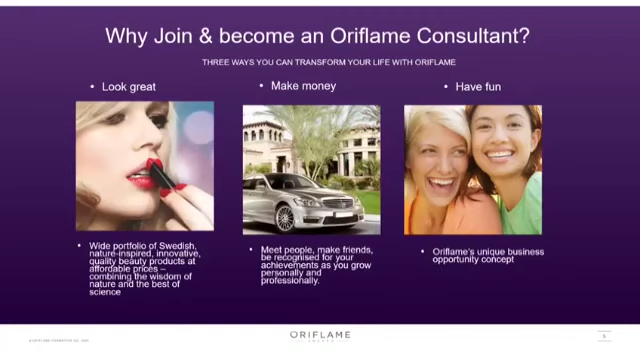 Why Join & become an Oriflame Consultant?
THREE WAYS YOU CAN TRANSFORM YOUR LIFE WITH ORIFLAME
• Look great
• Make money
• Have fun
• Wide portfolio of Swedish,
nature-inspired, innovative,
quality beauty products at
affordable prices –
combining the wisdom of
nature and the best of
science
• Meet people, make friends,
be recognised for your
achievements as you grow
personally and
professionally.
• Oriflame's unique business
opportunity concept
ORIFLAME
SWEDEN
5